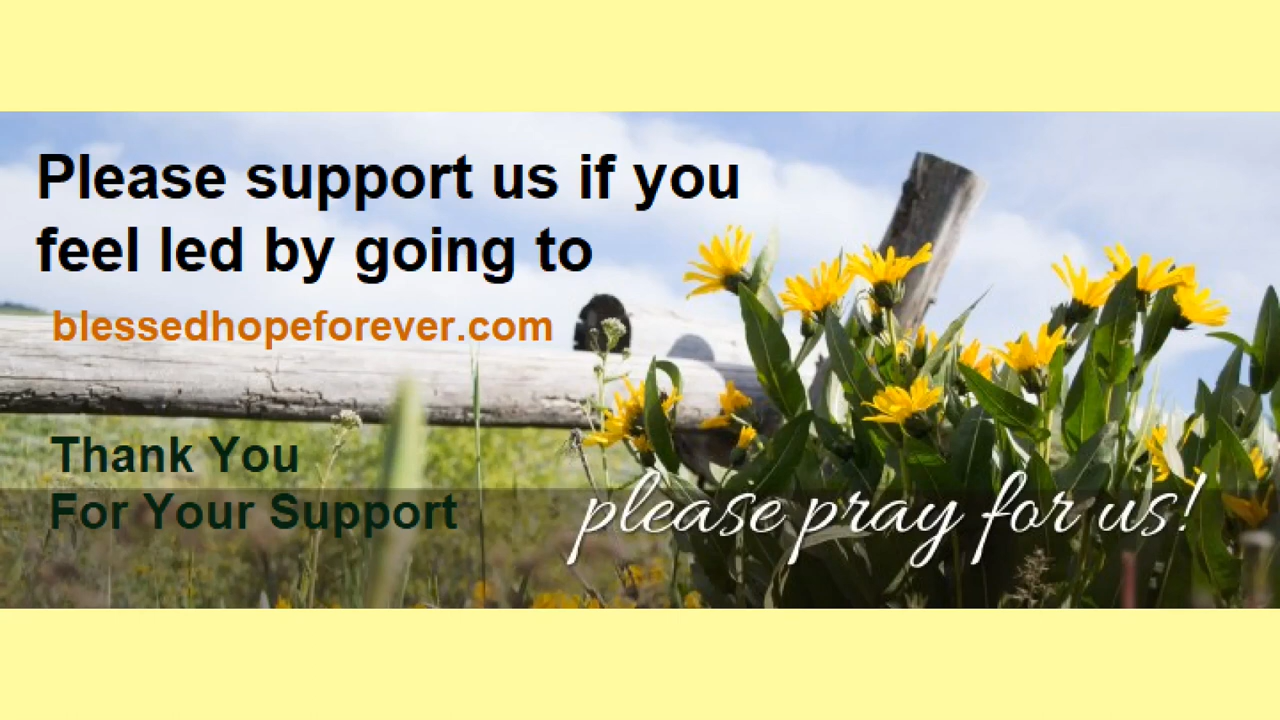 Please support us if you
feel led by going to
blessedhopeforever.com
Thank You
For Your Support
please pray for us!